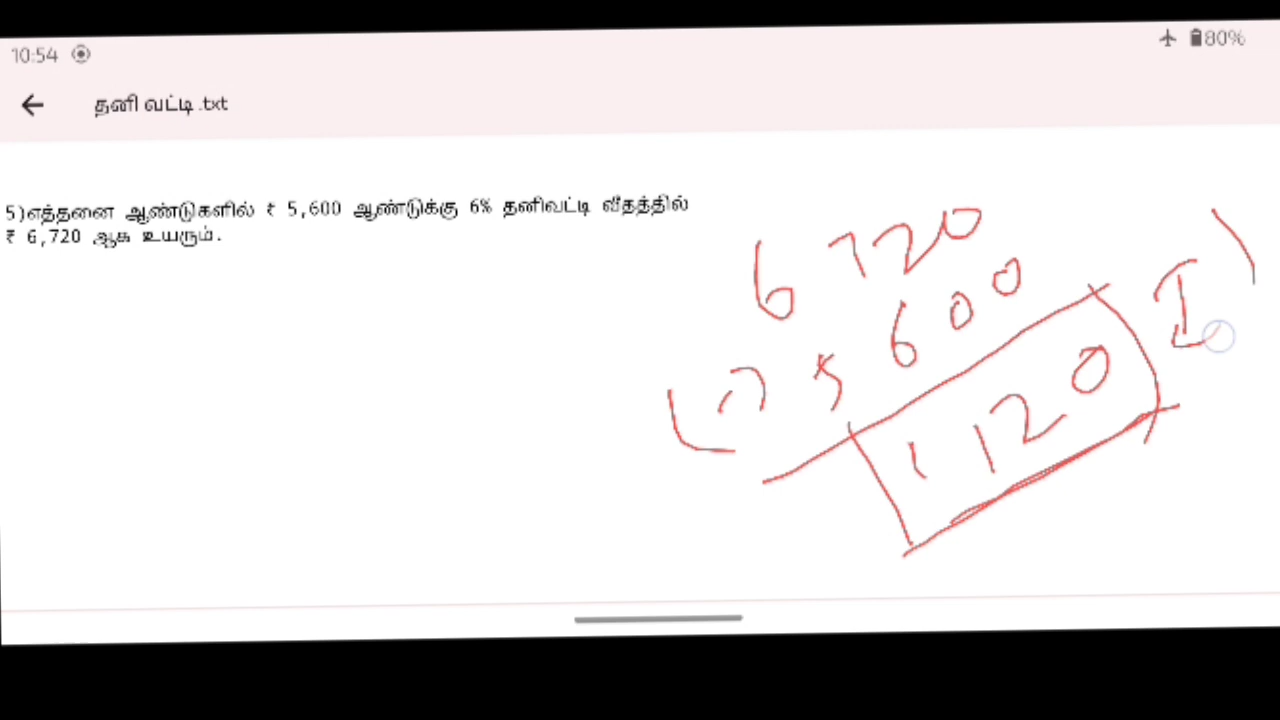 10:54 80%
தனி வட்டி .txt
5)எத்தனை ஆண்டுகளில் ₹ 5,600 ஆண்டுக்கு 6% தனிவட்டி வீதத்தில்
₹ 6,720 ஆக உயரும்.
6720
(-) 5600
1120
I